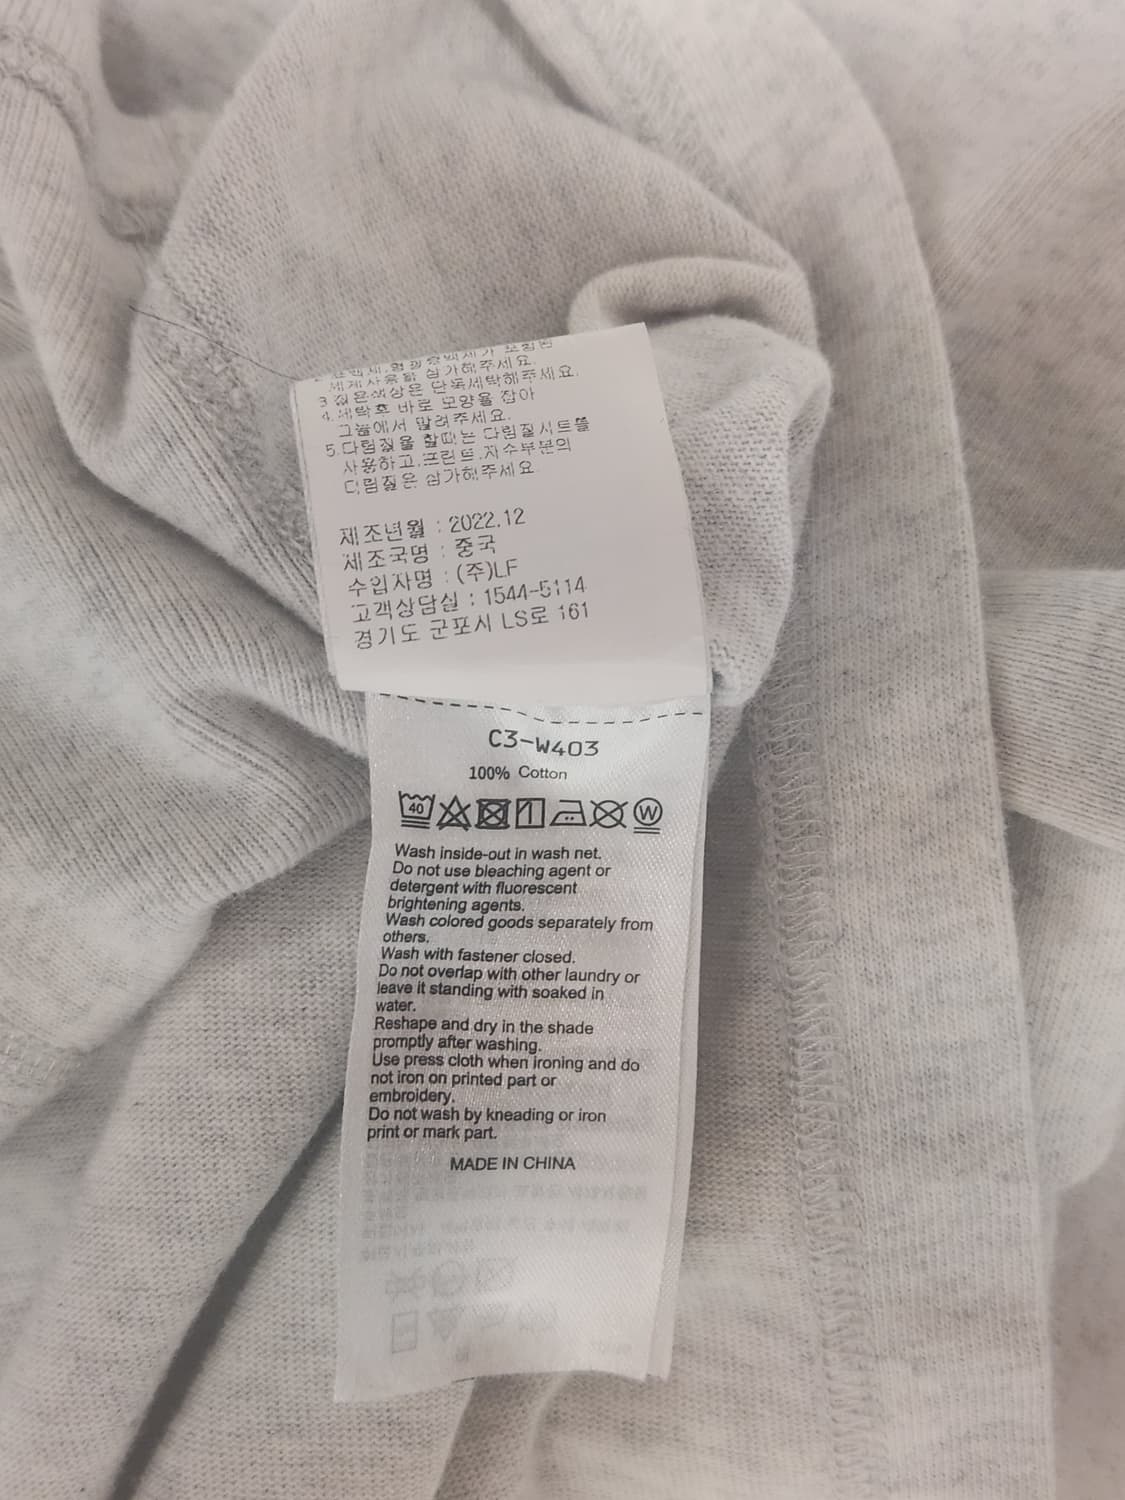 삼가해주세요.
3.짙은색상은 단독세탁해주세요.
4.세탁후 바로 모양을 잡아
그늘에서 말려주세요.
5.다림질을 할때는 다림질시트를
사용하고,프린트.자수부분의
다림질은 삼가해주세요
제조년월 : 2022.12
제조국명 : 중국
수입자명 : (주)LF
고객상담실 : 1544-5114
경기도 군포시 LS로 161
C3-W403
100% Cotton
40 W
Wash inside-out in wash net.
Do not use bleaching agent or
detergent with fluorescent
brightening agents.
Wash colored goods separately from
others.
Wash with fastener closed.
Do not overlap with other laundry or
leave it standing with soaked in
water.
Reshape and dry in the shade
promptly after washing.
Use press cloth when ironing and do
not iron on printed part or
embroidery.
Do not wash by kneading or iron
print or mark part.
MADE IN CHINA